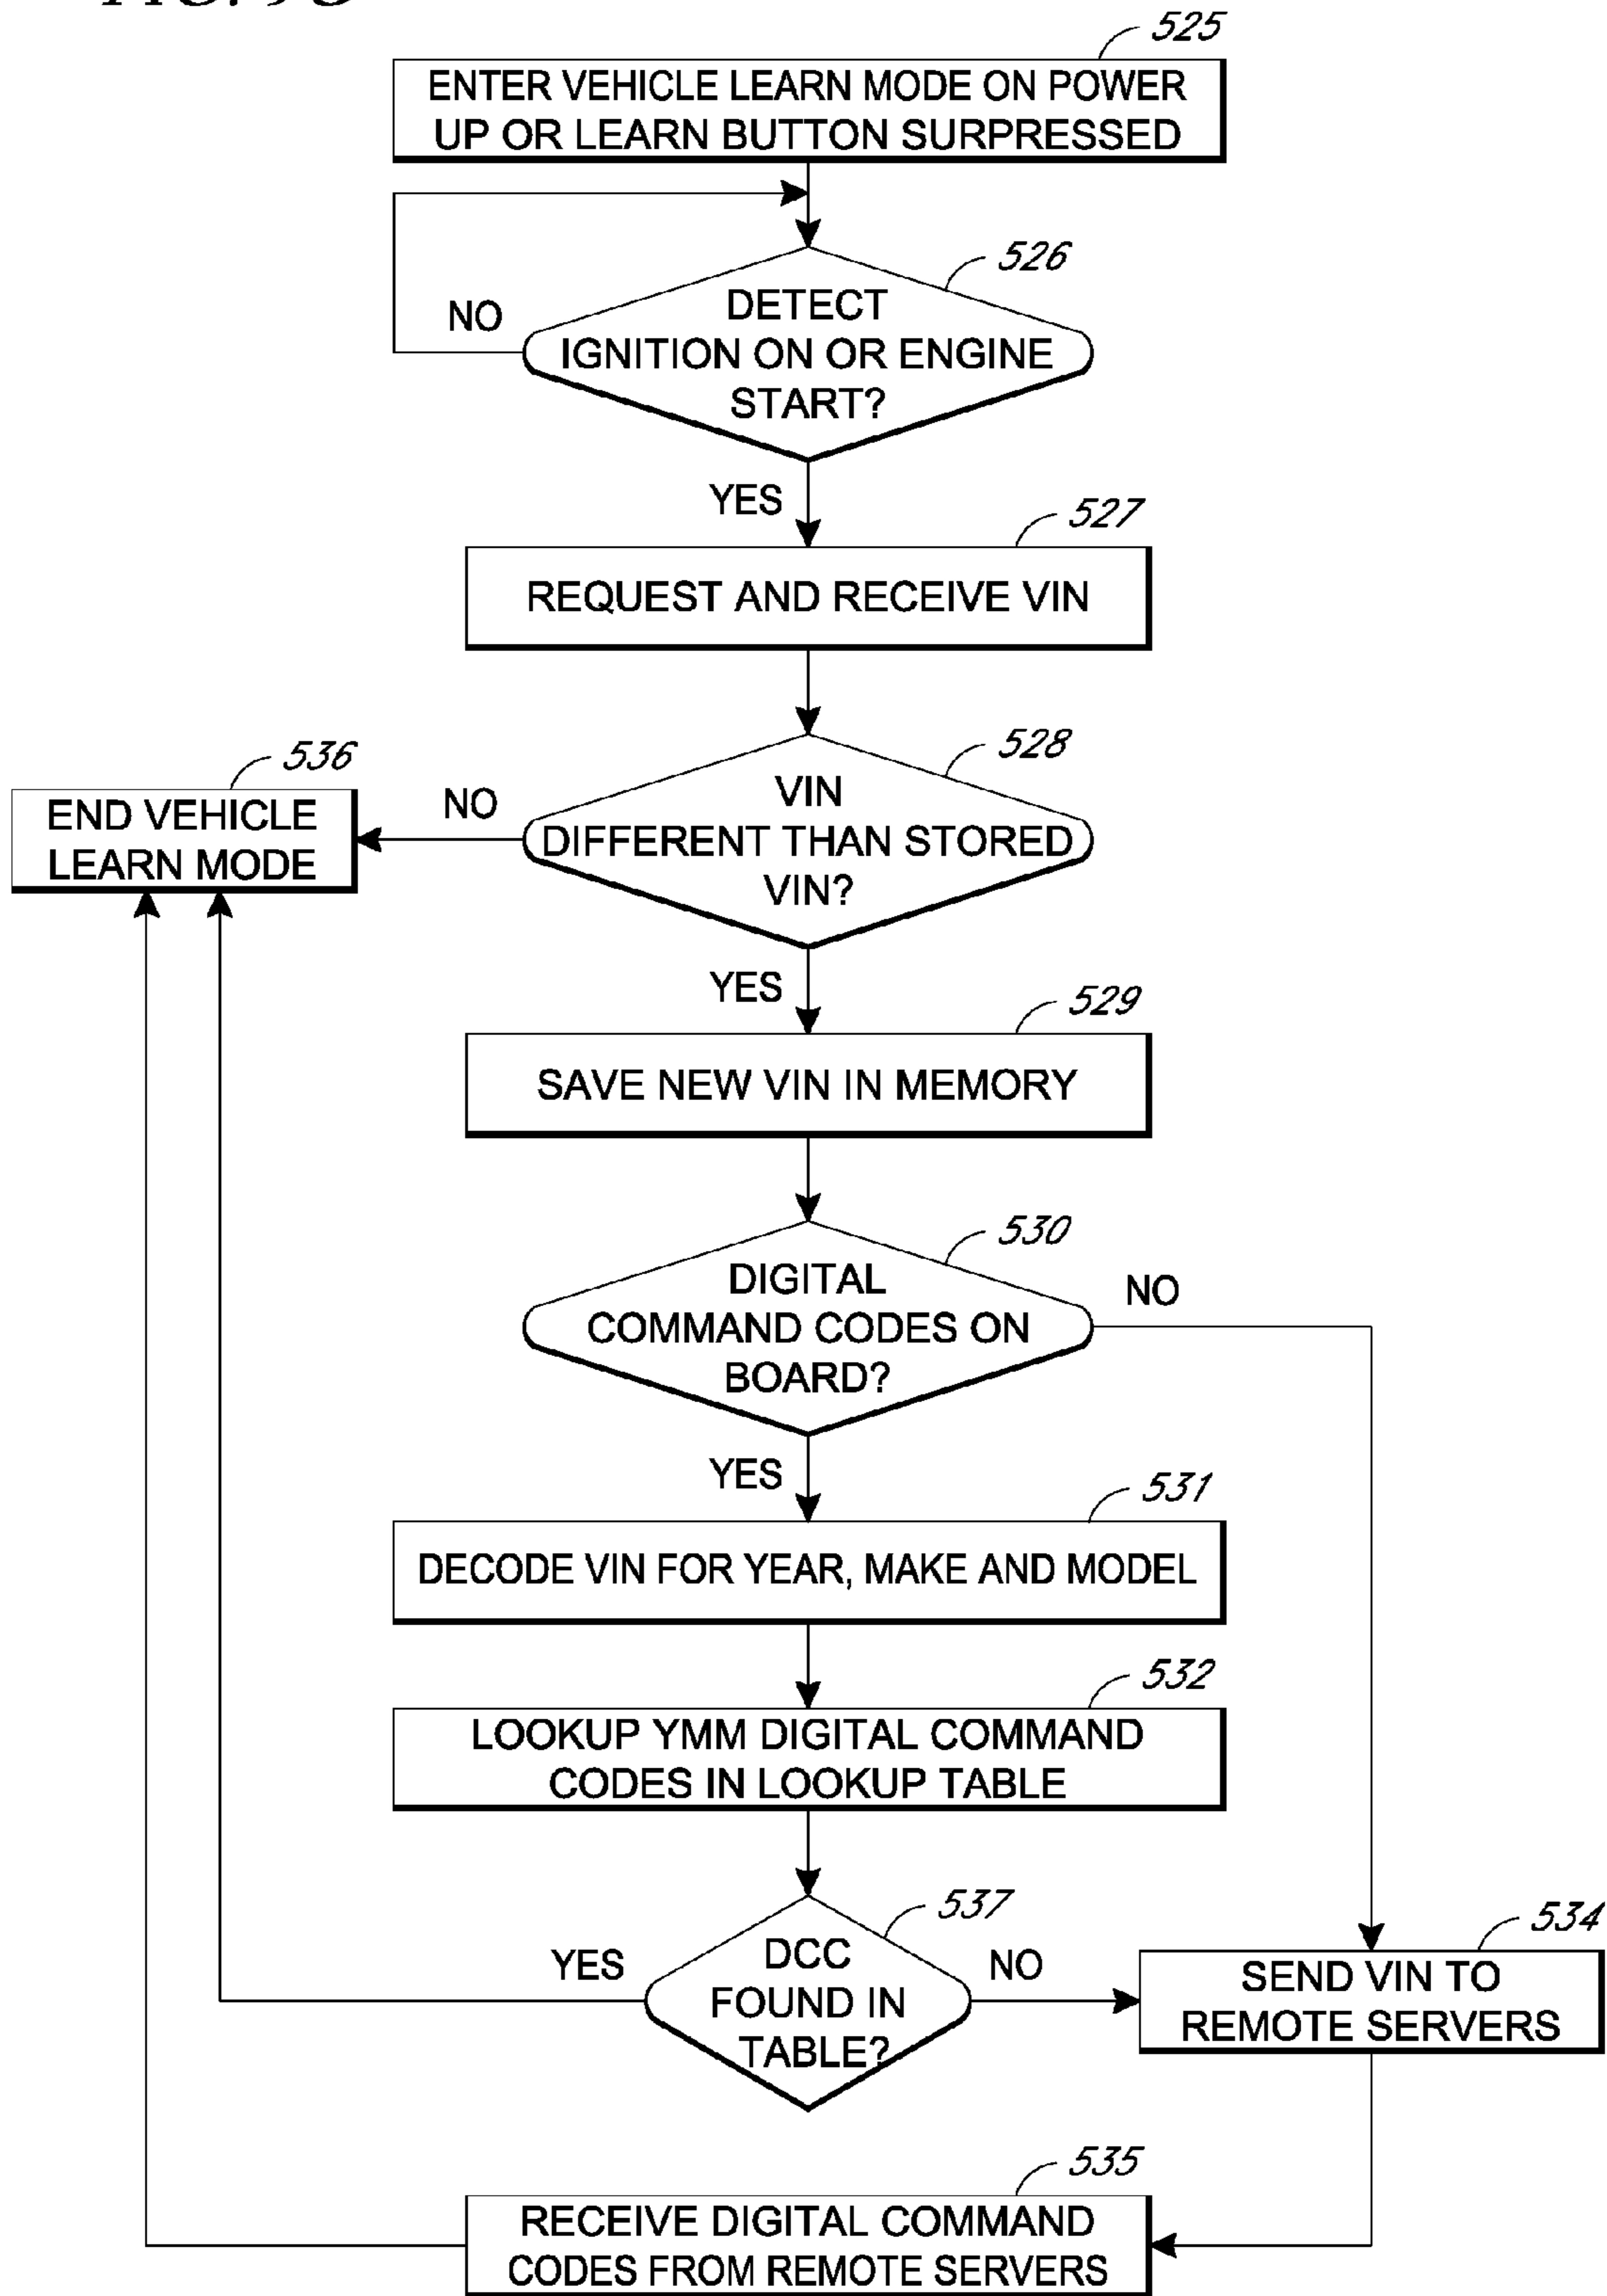 525
ENTER VEHICLE LEARN MODE ON POWER
UP OR LEARN BUTTON SURPRESSED
526
NO
DETECT
IGNITION ON OR ENGINE
START?
YES
527
REQUEST AND RECEIVE VIN
536
END VEHICLE
LEARN MODE
NO
528
VIN
DIFFERENT THAN STORED
VIN?
YES
529
SAVE NEW VIN IN MEMORY
530
DIGITAL
COMMAND CODES ON
BOARD?
NO
YES
531
DECODE VIN FOR YEAR, MAKE AND MODEL
532
LOOKUP YMM DIGITAL COMMAND
CODES IN LOOKUP TABLE
537
YES
DCC
FOUND IN
TABLE?
NO
534
SEND VIN TO
REMOTE SERVERS
535
RECEIVE DIGITAL COMMAND
CODES FROM REMOTE SERVERS